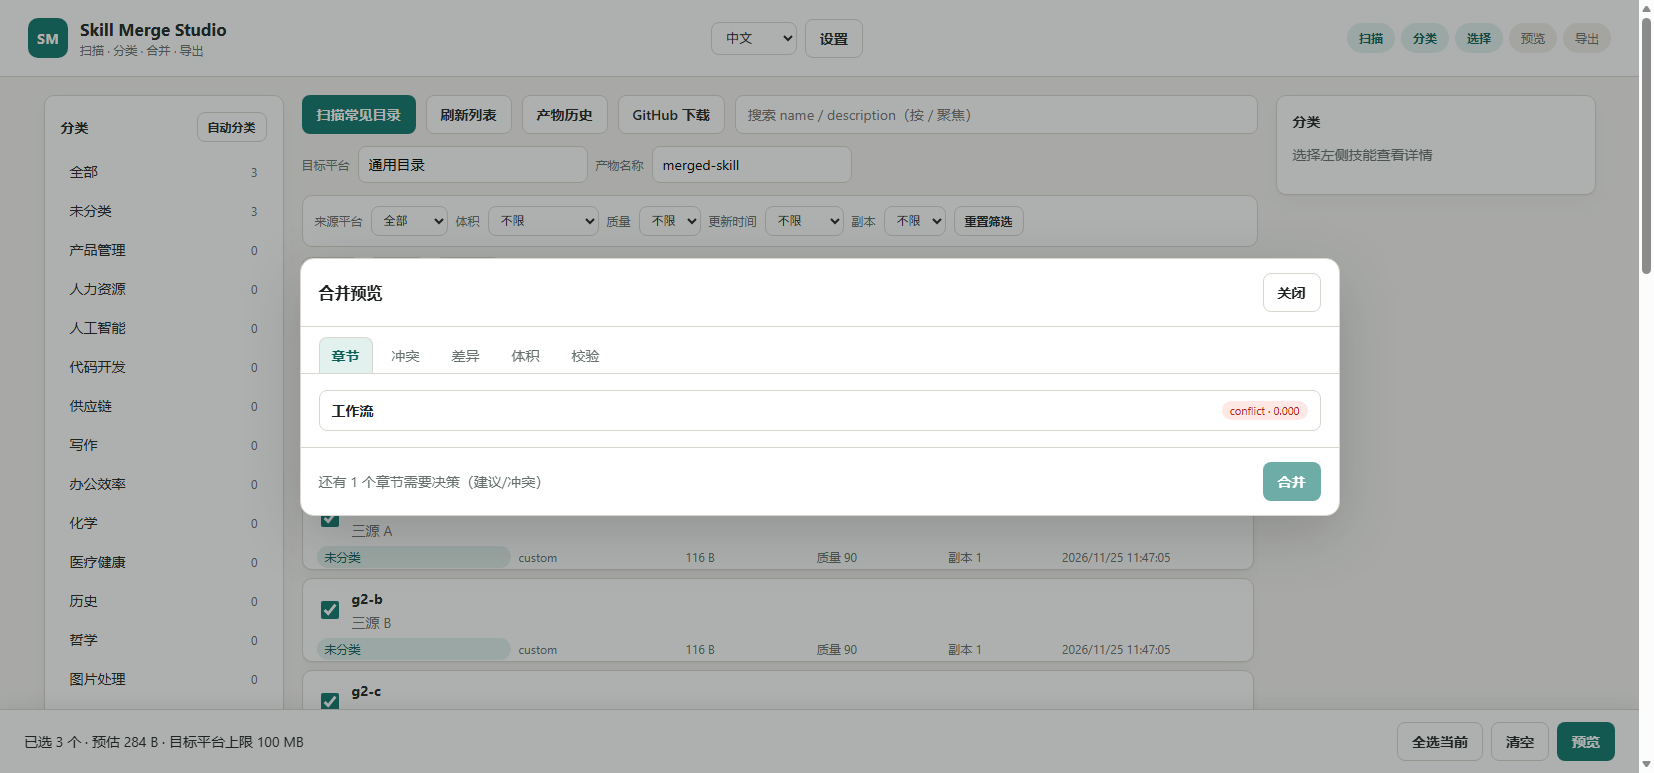 SM
Skill Merge Studio
扫描 · 分类 · 合并 · 导出
中文
设置
扫描
分类
选择
预览
导出
分类
自动分类
全部 3
未分类 3
产品管理 0
人力资源 0
人工智能 0
代码开发 0
供应链 0
写作 0
办公效率 0
化学 0
医疗健康 0
历史 0
哲学 0
图片处理 0
扫描常见目录
刷新列表
产物历史
GitHub 下载
搜索 name / description（按 / 聚焦）
目标平台 通用目录 产物名称 merged-skill
来源平台 全部 体积 不限 质量 不限 更新时间 不限 副本 不限 重置筛选
分类
选择左侧技能查看详情
合并预览
关闭
章节 冲突 差异 体积 校验
工作流 conflict · 0.000
还有 1 个章节需要决策（建议/冲突）
合并
三源 A
未分类 custom 116 B 质量 90 副本 1 2026/11/25 11:47:05
g2-b
三源 B
未分类 custom 116 B 质量 90 副本 1 2026/11/25 11:47:05
g2-c
已选 3 个 · 预估 284 B · 目标平台上限 100 MB
全选当前
清空
预览